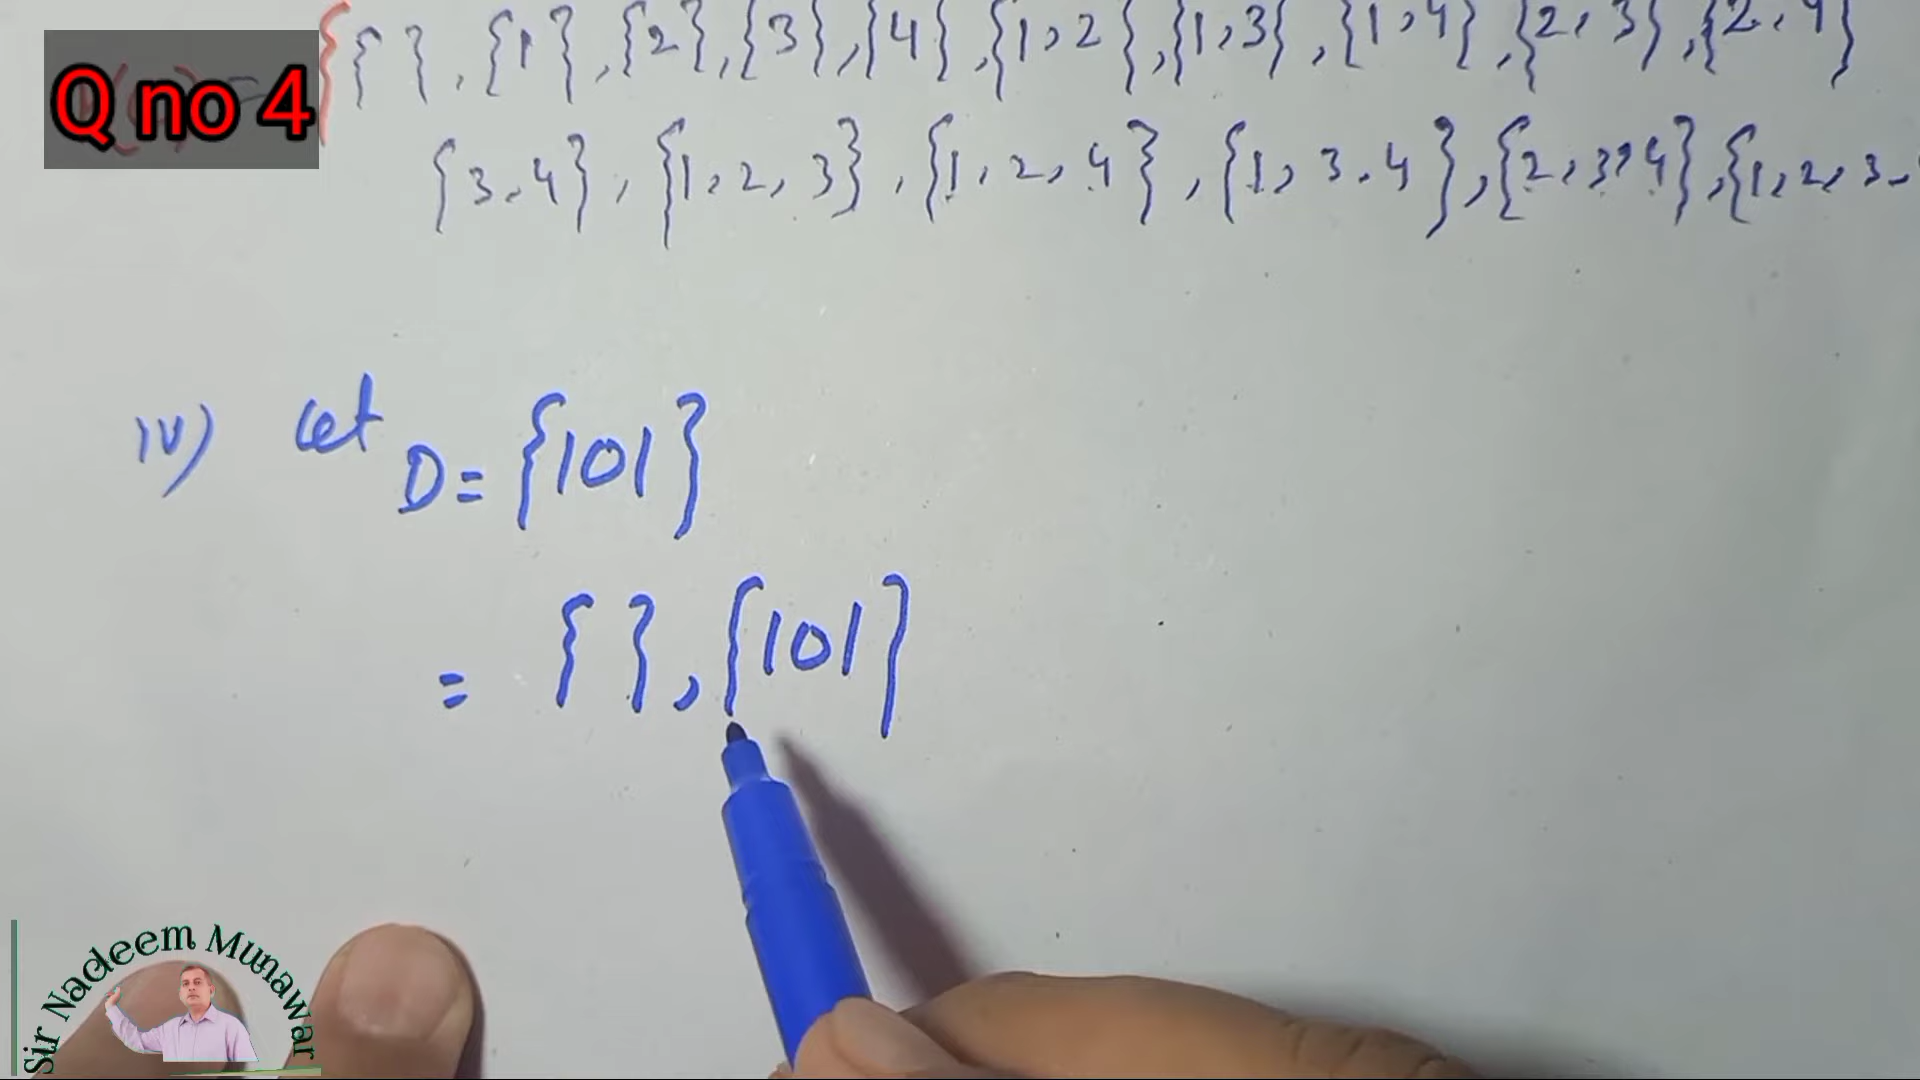 Q no 4
{{ }, {1}, {2}, {3}, {4}, {1,2}, {1,3}, {1,4}, {2,3}, {2,4}
{3,4}, {1,2,3}, {1,2,4}, {1,3,4}, {2,3,4}, {1,2,3,
iv) let D = {101}
= { }, {101}
Sir Nadeem Munawar